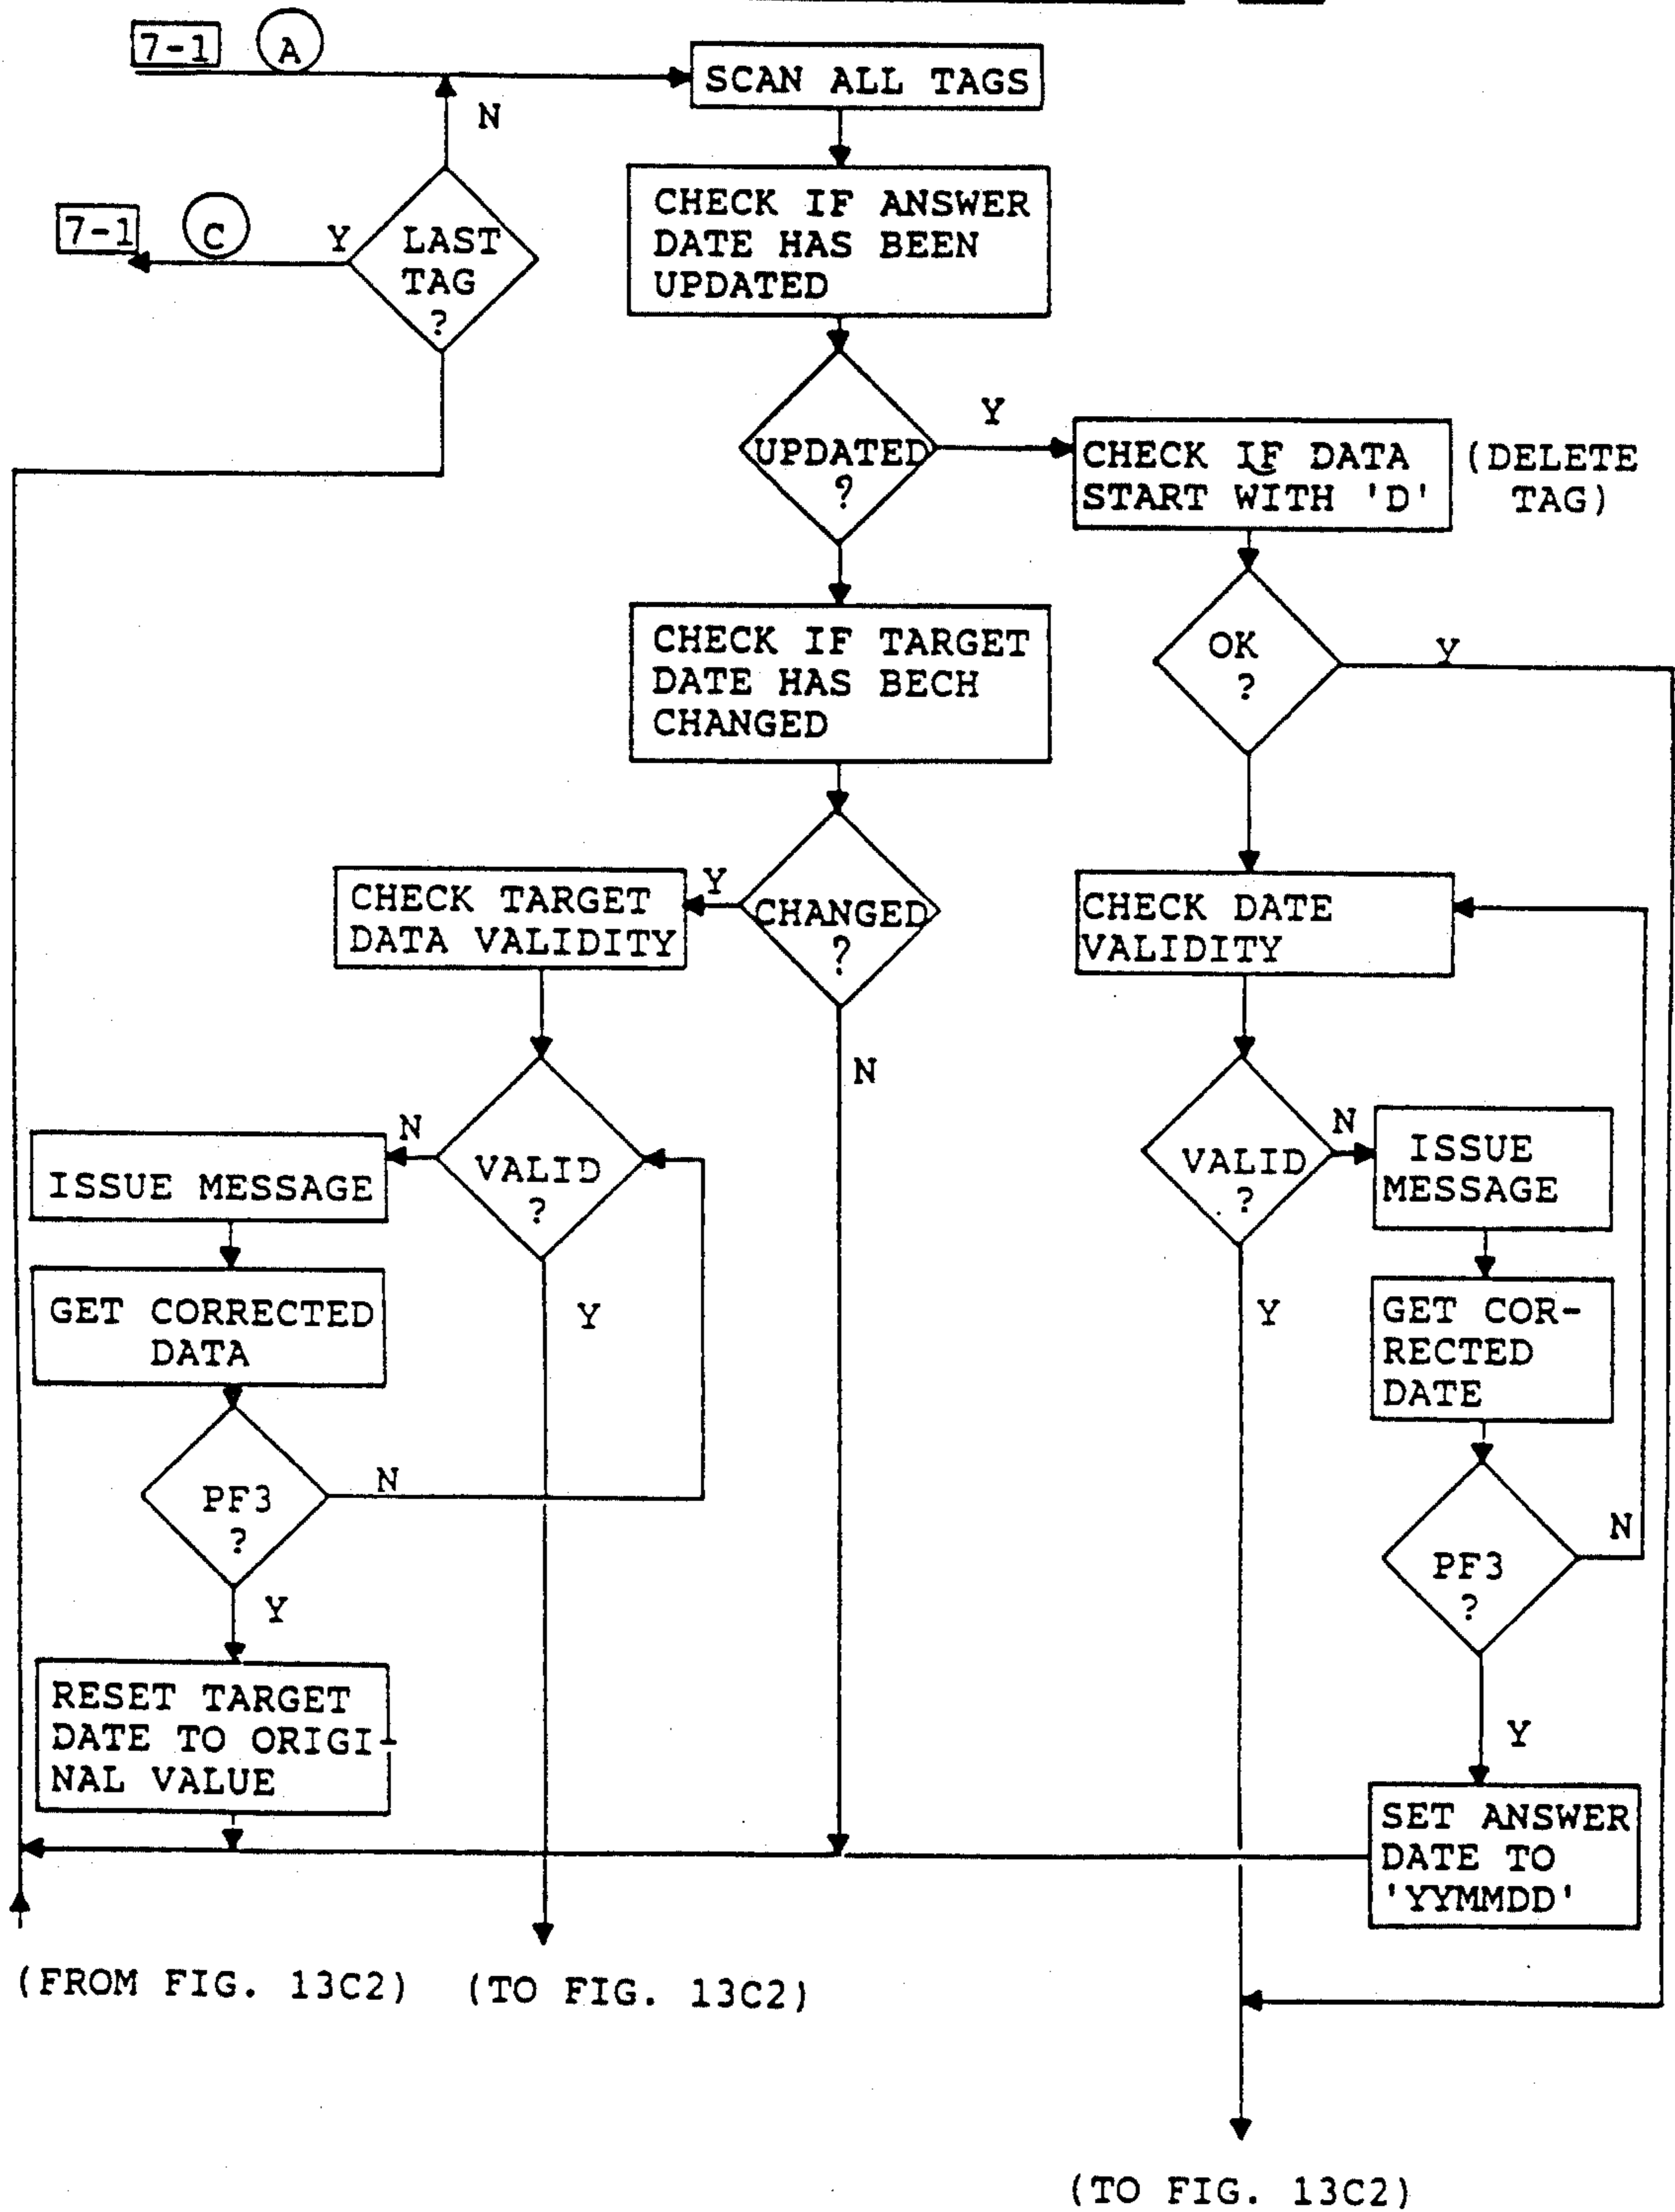 7-1
A
SCAN ALL TAGS
N
CHECK IF ANSWER
DATE HAS BEEN
UPDATED
7-1
C
Y
LAST
TAG
?
UPDATED
?
Y
CHECK IF DATA
START WITH 'D'
(DELETE
TAG)
CHECK IF TARGET
DATE HAS BECH
CHANGED
OK
?
Y
CHECK TARGET
DATA VALIDITY
Y
CHANGED
?
N
CHECK DATE
VALIDITY
ISSUE MESSAGE
N
VALID
?
Y
VALID
?
N
Y
ISSUE
MESSAGE
GET CORRECTED
DATA
GET COR-
RECTED
DATE
PF3
?
N
Y
PF3
?
N
Y
RESET TARGET
DATE TO ORIGI-
NAL VALUE
SET ANSWER
DATE TO
'YYMMDD'
(FROM FIG. 13C2)
(TO FIG. 13C2)
(TO FIG. 13C2)